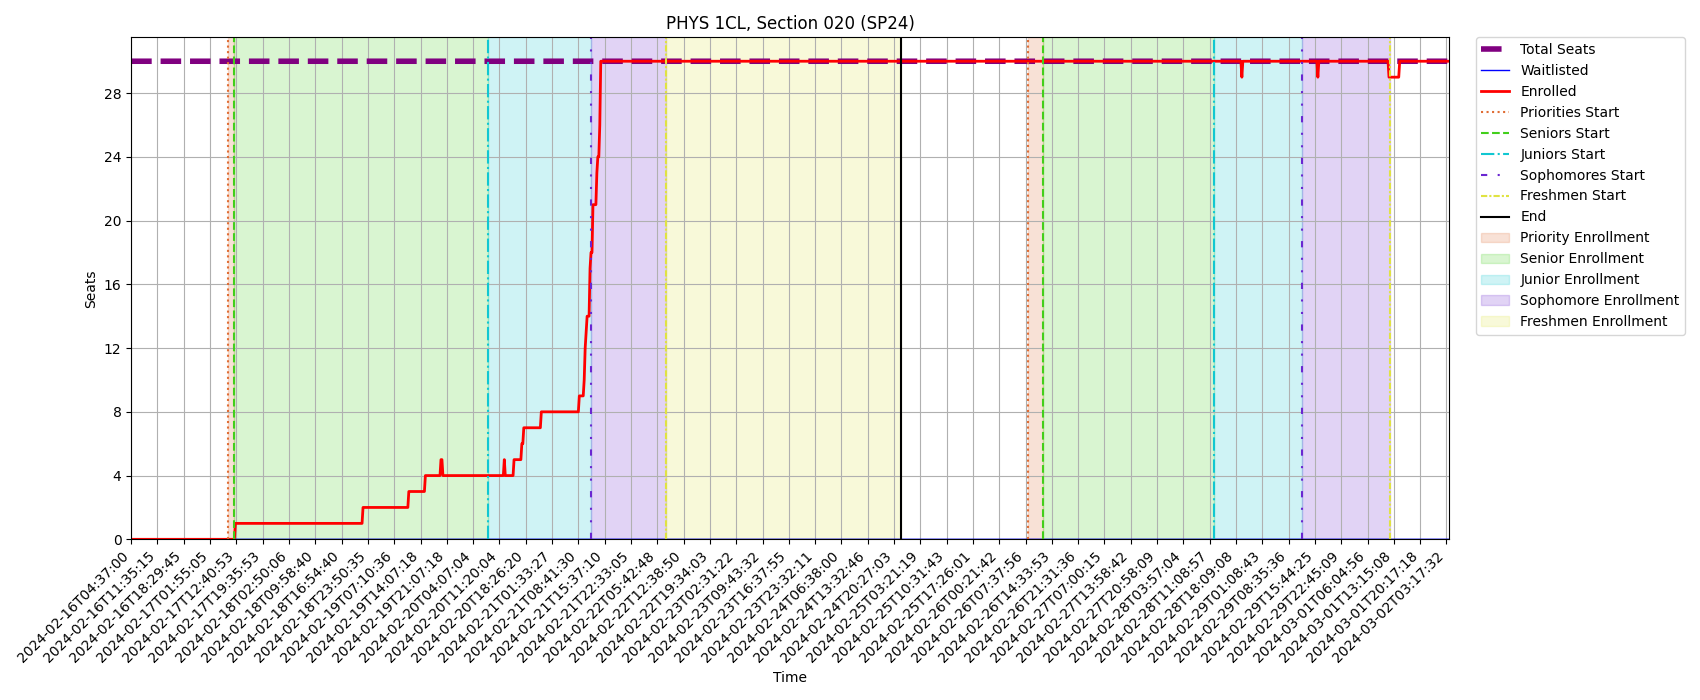 PHYS 1CL, Section 020 (SP24)
Total Seats
Waitlisted
Enrolled
Priorities Start
Seniors Start
Juniors Start
Sophomores Start
Freshmen Start
End
Priority Enrollment
Senior Enrollment
Junior Enrollment
Sophomore Enrollment
Freshmen Enrollment
Seats
28
24
20
16
12
8
4
0
2024-02-16T04:37:00
2024-02-16T11:35:15
2024-02-16T18:29:45
2024-02-17T01:55:05
2024-02-17T12:40:53
2024-02-17T19:35:53
2024-02-18T02:50:06
2024-02-18T09:58:40
2024-02-18T16:54:40
2024-02-18T23:50:35
2024-02-19T07:10:36
2024-02-19T14:07:18
2024-02-19T21:07:18
2024-02-20T04:07:04
2024-02-20T11:20:04
2024-02-20T18:26:20
2024-02-21T01:33:27
2024-02-21T08:41:30
2024-02-21T15:37:10
2024-02-21T22:33:05
2024-02-22T05:42:48
2024-02-22T12:38:50
2024-02-22T19:34:03
2024-02-23T02:31:22
2024-02-23T09:43:32
2024-02-23T16:37:55
2024-02-23T23:32:11
2024-02-24T06:38:00
2024-02-24T13:32:46
2024-02-24T20:27:03
2024-02-25T03:21:19
2024-02-25T10:31:43
2024-02-25T17:26:01
2024-02-26T00:21:42
2024-02-26T07:37:56
2024-02-26T14:33:53
2024-02-26T21:31:36
2024-02-27T07:00:15
2024-02-27T13:58:42
2024-02-27T20:58:09
2024-02-28T03:57:04
2024-02-28T11:08:57
2024-02-28T18:09:08
2024-02-29T01:08:43
2024-02-29T08:35:36
2024-02-29T15:44:25
2024-02-29T22:45:09
2024-03-01T06:04:56
2024-03-01T13:15:08
2024-03-01T20:17:18
2024-03-02T03:17:32
Time